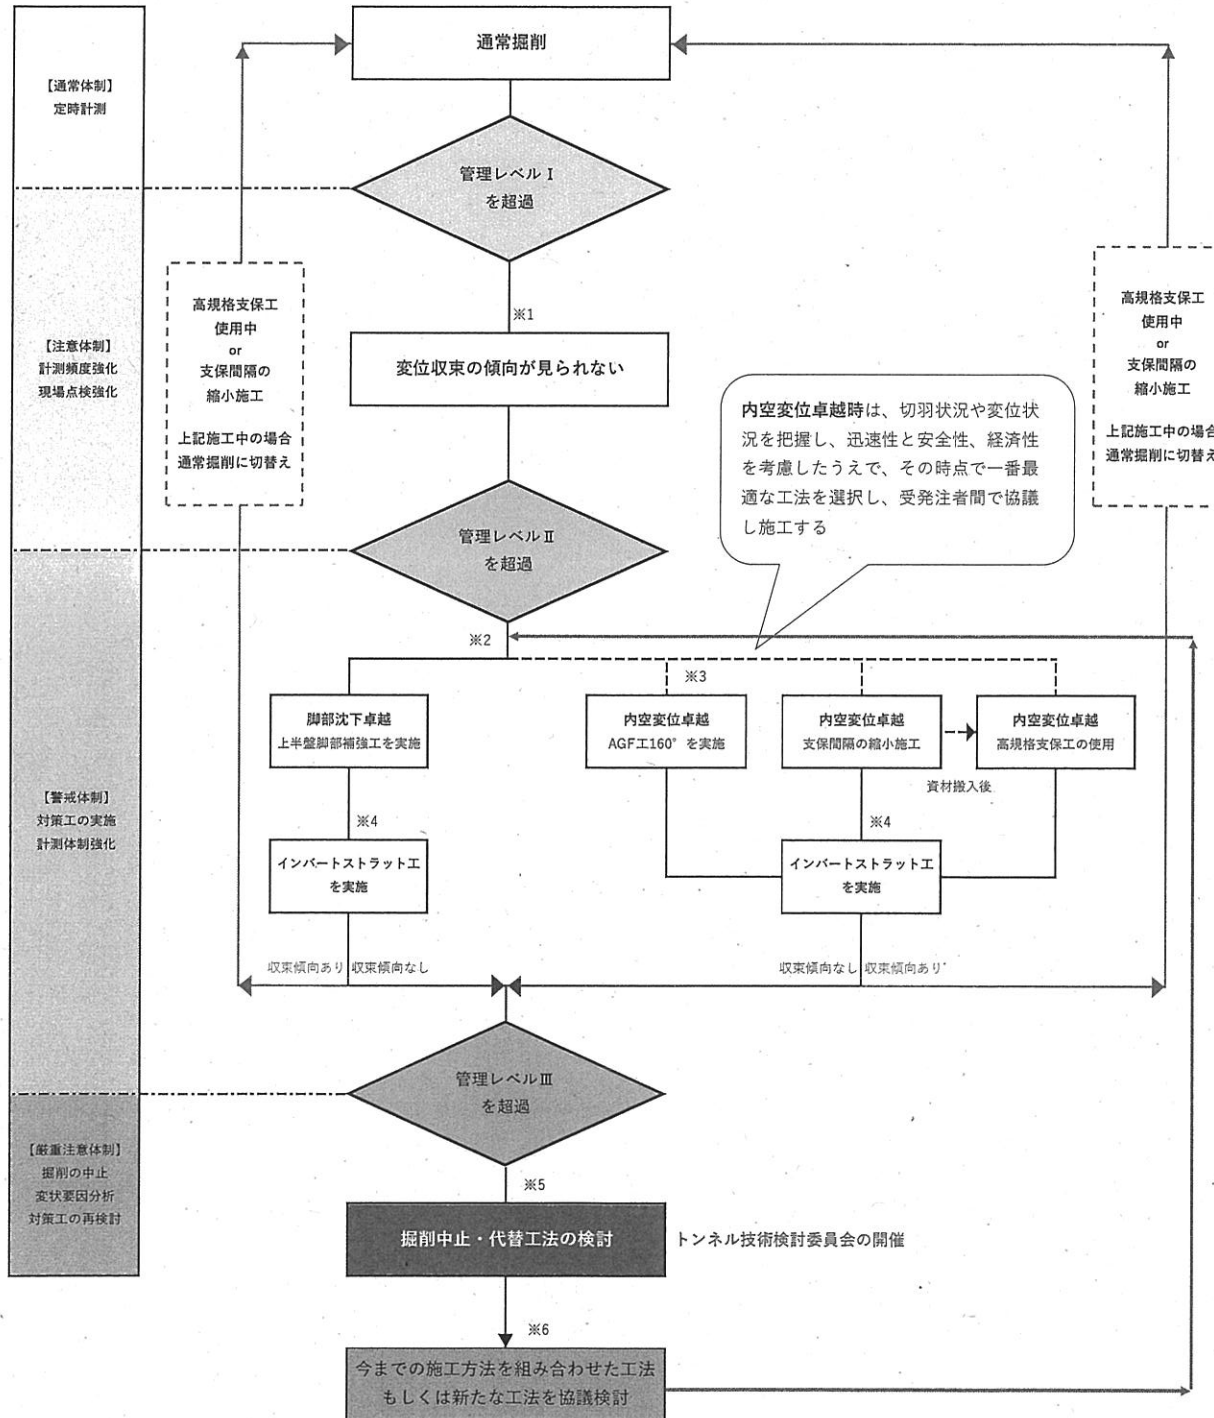 通常掘削
【通常体制】
定時計測
管理レベルⅠ
を超過
高規格支保工
使用中
or
支保間隔の
縮小施工
上記施工中の場合
通常掘削に切替え
※1
【注意体制】
計測頻度強化
現場点検強化
変位収束の傾向が見られない
高規格支保工
使用中
or
支保間隔の
縮小施工
上記施工中の場合
通常掘削に切替え
内空変位卓越時は、切羽状況や変位状
況を把握し、迅速性と安全性、経済性
を考慮したうえで、その時点で一番最
適な工法を選択し、受発注者間で協議
し施工する
管理レベルⅡ
を超過
※2
※3
脚部沈下卓越
上半盤脚部補強工を実施
内空変位卓越
AGF工160°を実施
内空変位卓越
支保間隔の縮小施工
内空変位卓越
高規格支保工の使用
資材搬入後
【警戒体制】
対策工の実施
計測体制強化
※4
※4
インバートストラット工
を実施
インバートストラット工
を実施
収束傾向あり
収束傾向なし
収束傾向なし
収束傾向あり
管理レベルⅢ
を超過
【厳重注意体制】
掘削の中止
変状要因分析
対策工の再検討
※5
掘削中止・代替工法の検討
トンネル技術検討委員会の開催
※6
今までの施工方法を組み合わせた工法
もしくは新たな工法を協議検討